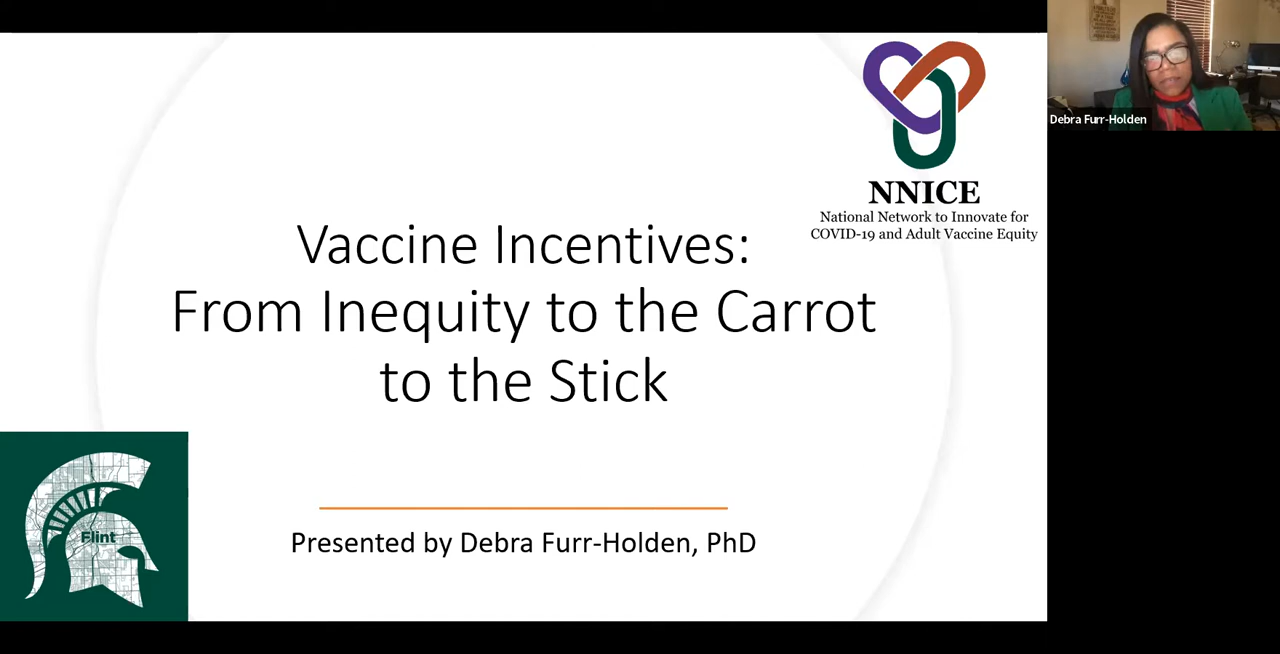 NNICE
National Network to Innovate for
COVID-19 and Adult Vaccine Equity
Vaccine Incentives:
From Inequity to the Carrot
to the Stick
Presented by Debra Furr-Holden, PhD
Flint
Debra Furr-Holden